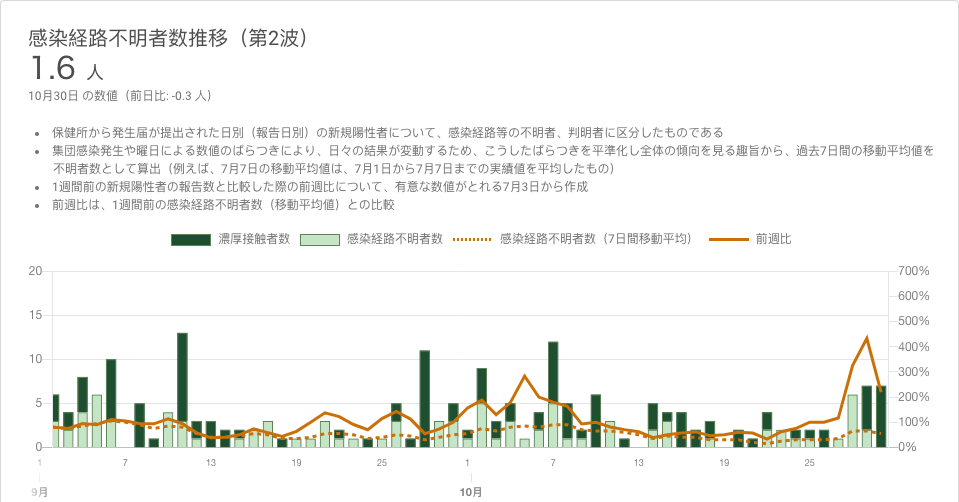 感染経路不明者数推移（第2波）
1.6 人
10月30日 の数値（前日比: -0.3 人）
• 保健所から発生届が提出された日別（報告日別）の新規陽性者について、感染経路等の不明者、判明者に区分したものである
• 集団感染発生や曜日による数値のばらつきにより、日々の結果が変動するため、こうしたばらつきを平準化し全体の傾向を見る趣旨から、過去7日間の移動平均値を
不明者数として算出（例えば、7月7日の移動平均値は、7月1日から7月7日までの実績値を平均したもの）
• 1週間前の新規陽性者の報告数と比較した際の前週比について、有意な数値がとれる7月3日から作成
• 前週比は、1週間前の感染経路不明者数（移動平均値）との比較
濃厚接触者数 感染経路不明者数 感染経路不明者数（7日間移動平均） 前週比
20 700%
600%
15 500%
400%
10 300%
5 200%
100%
0 0%
1 7 13 19 25 1 7 13 19 25
9月 10月